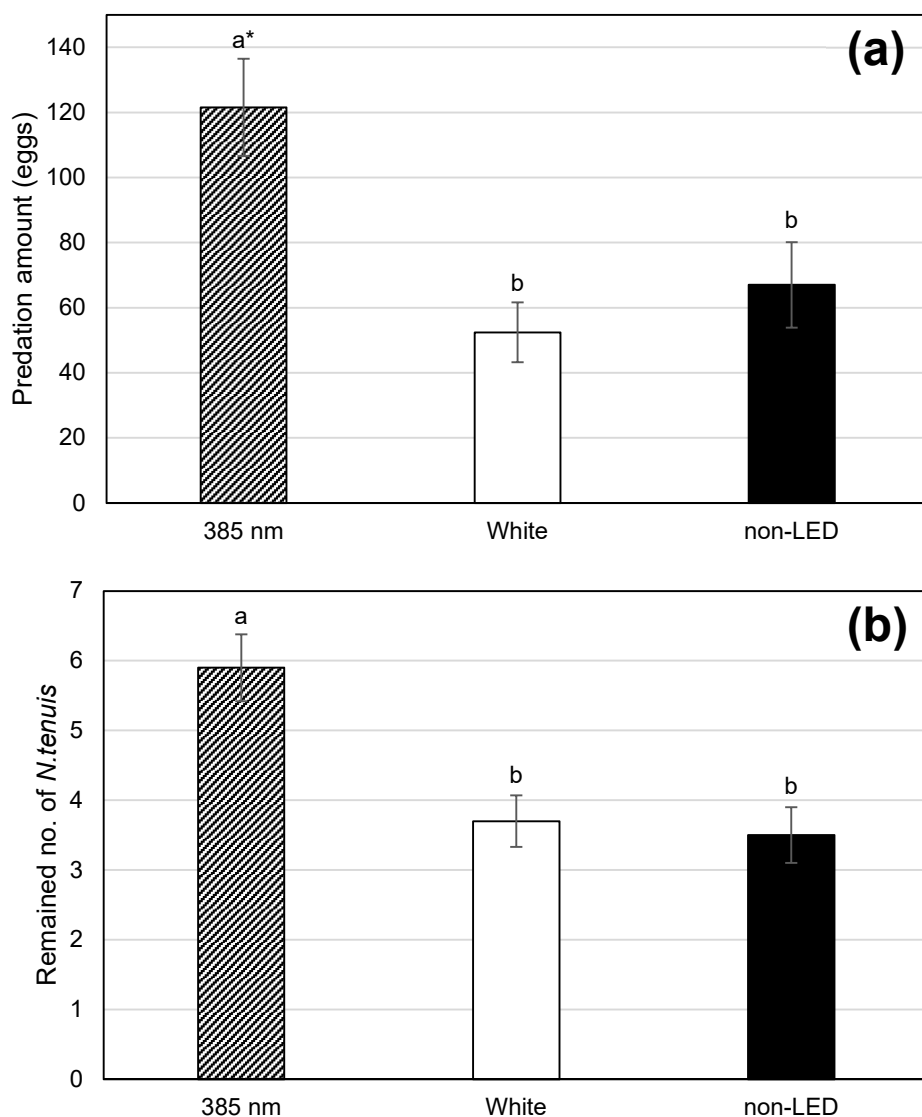 (a)
Predation amount (eggs)
140
120
100
80
60
40
20
0
a*
b
b
385 nm
White
non-LED
(b)
Remained no. of N.tenuis
7
6
5
4
3
2
1
0
a
b
b
385 nm
White
non-LED